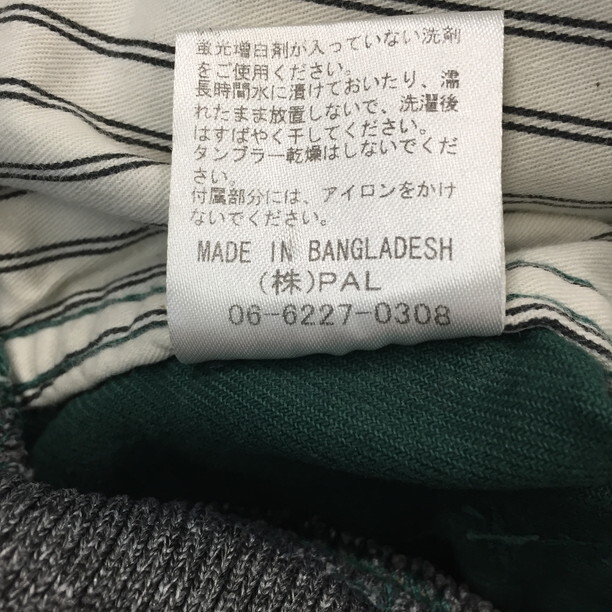 蛍光増白剤が入っていない洗剤
をご使用ください。
長時間水に漬けておいたり、濡
れたまま放置しないで、洗濯後
はすばやく干してください。
タンブラー乾燥はしないでくだ
さい。
付属部分には、アイロンをかけ
ないでください。
MADE IN BANGLADESH
(株)PAL
06-6227-0308